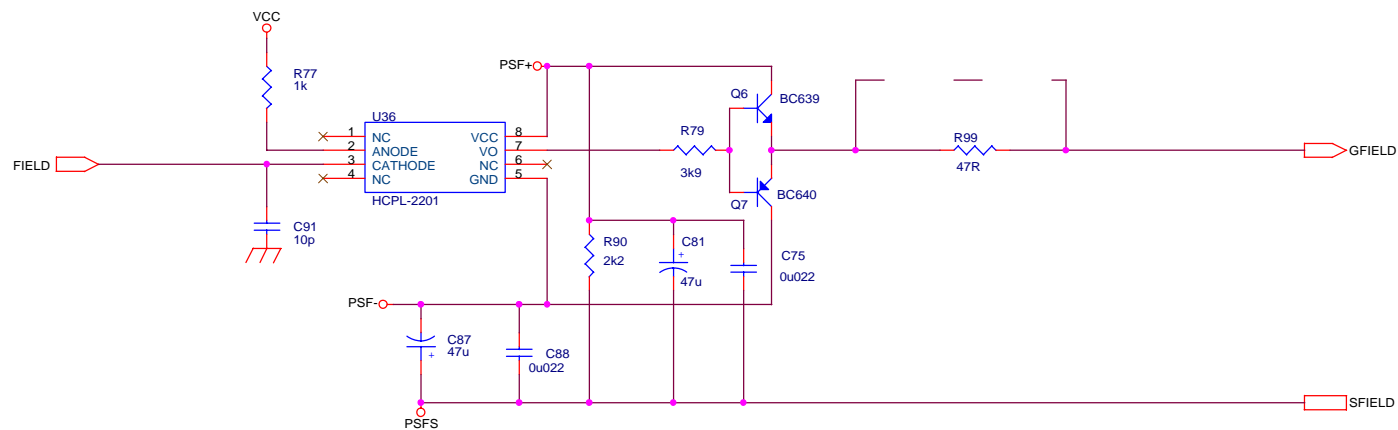 VCC
R77
1k
PSF+
Q6
BC639
U36
1
NC
2
ANODE
3
CATHODE
4
NC
VCC
8
VO
7
NC
6
GND
5
HCPL-2201
FIELD
R79
3k9
R99
47R
GFIELD
Q7
BC640
C91
10p
R90
2k2
C81
+
47u
C75
0u022
PSF-
C87
47u
+
C88
0u022
PSFS
SFIELD